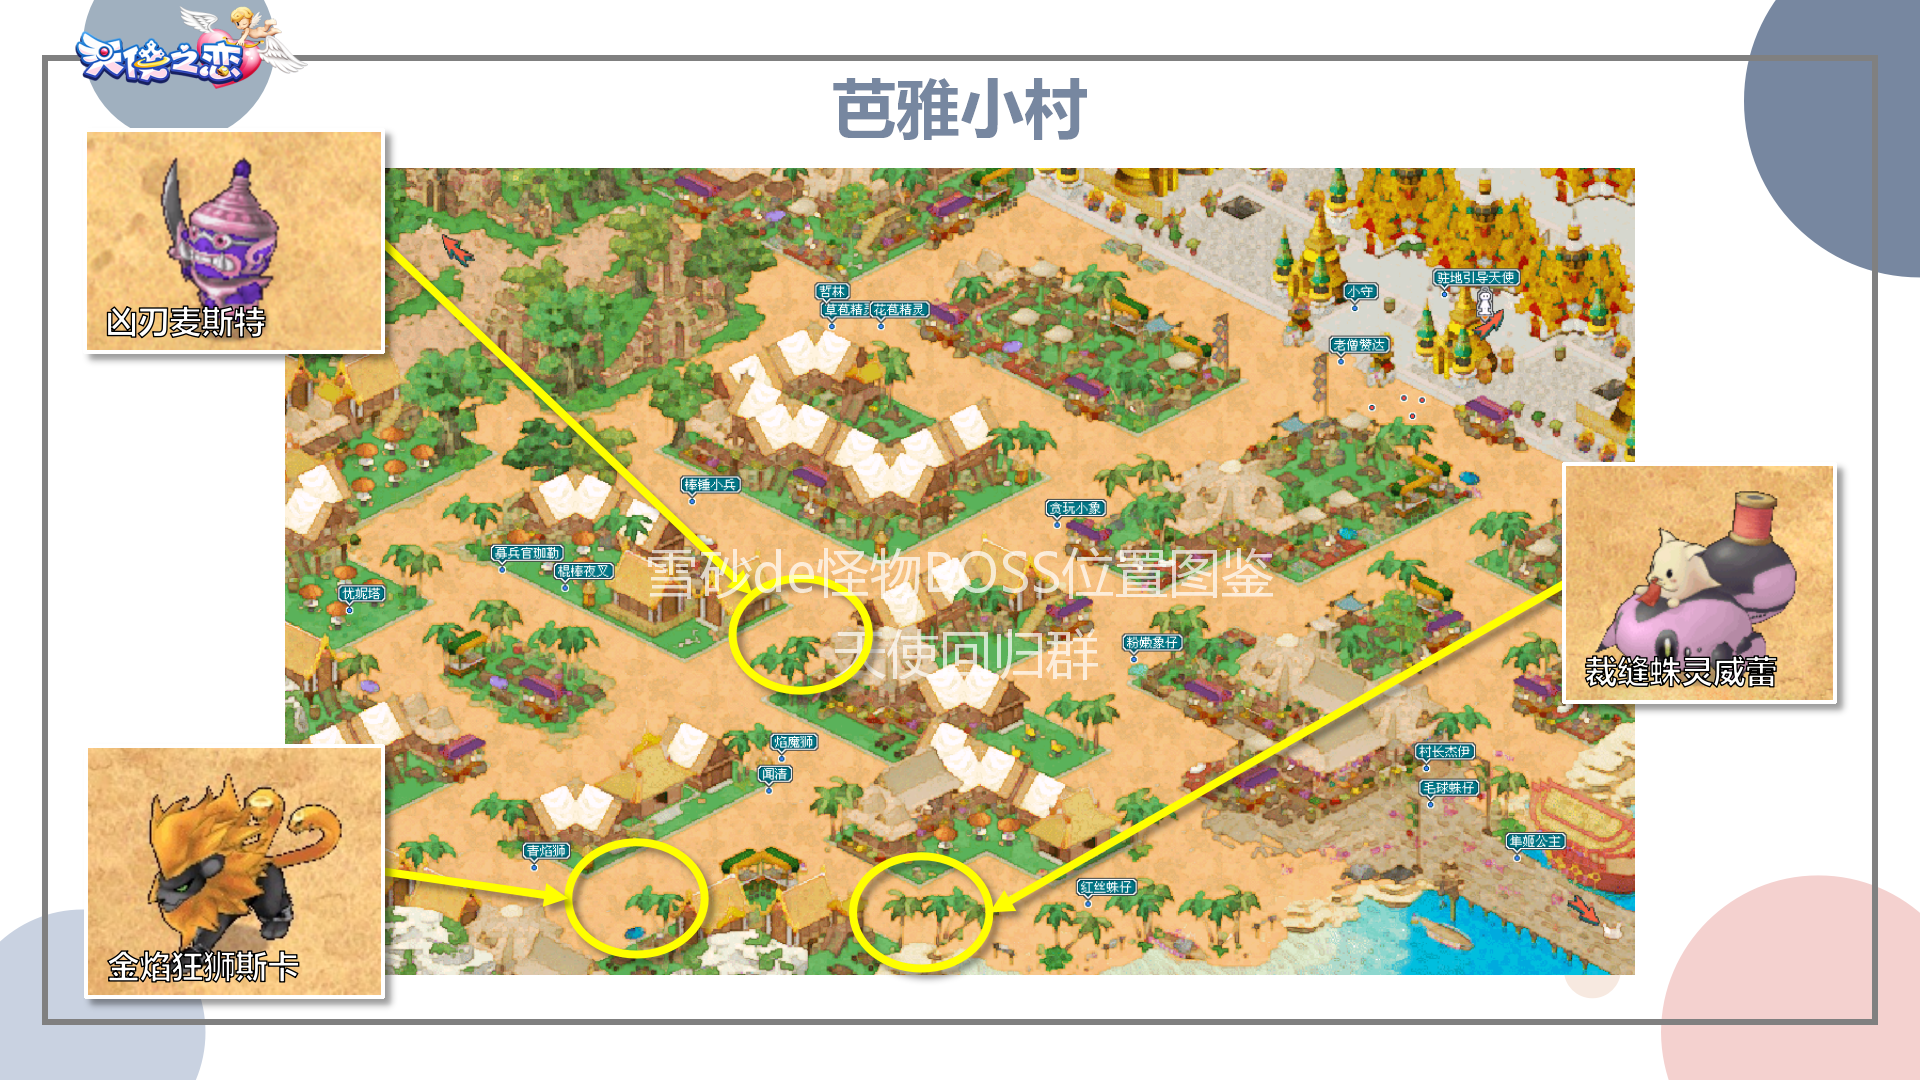 天使之恋
芭雅小村
凶刃麦斯特
哲林
草苞精灵
花苞精灵
小守
驻地引导天使
老僧赞达
棒锤小兵
贪玩小象
募兵官珈勒
棍棒夜叉
优妮塔
雪砂de怪物BOSS位置图鉴
天使回归群
粉嫩象仔
裁缝蛛灵威蕾
焰魔狮
闻清
村长杰伊
毛球蛛仔
隼姬公主
青焰狮
红丝蛛仔
金焰狂狮斯卡